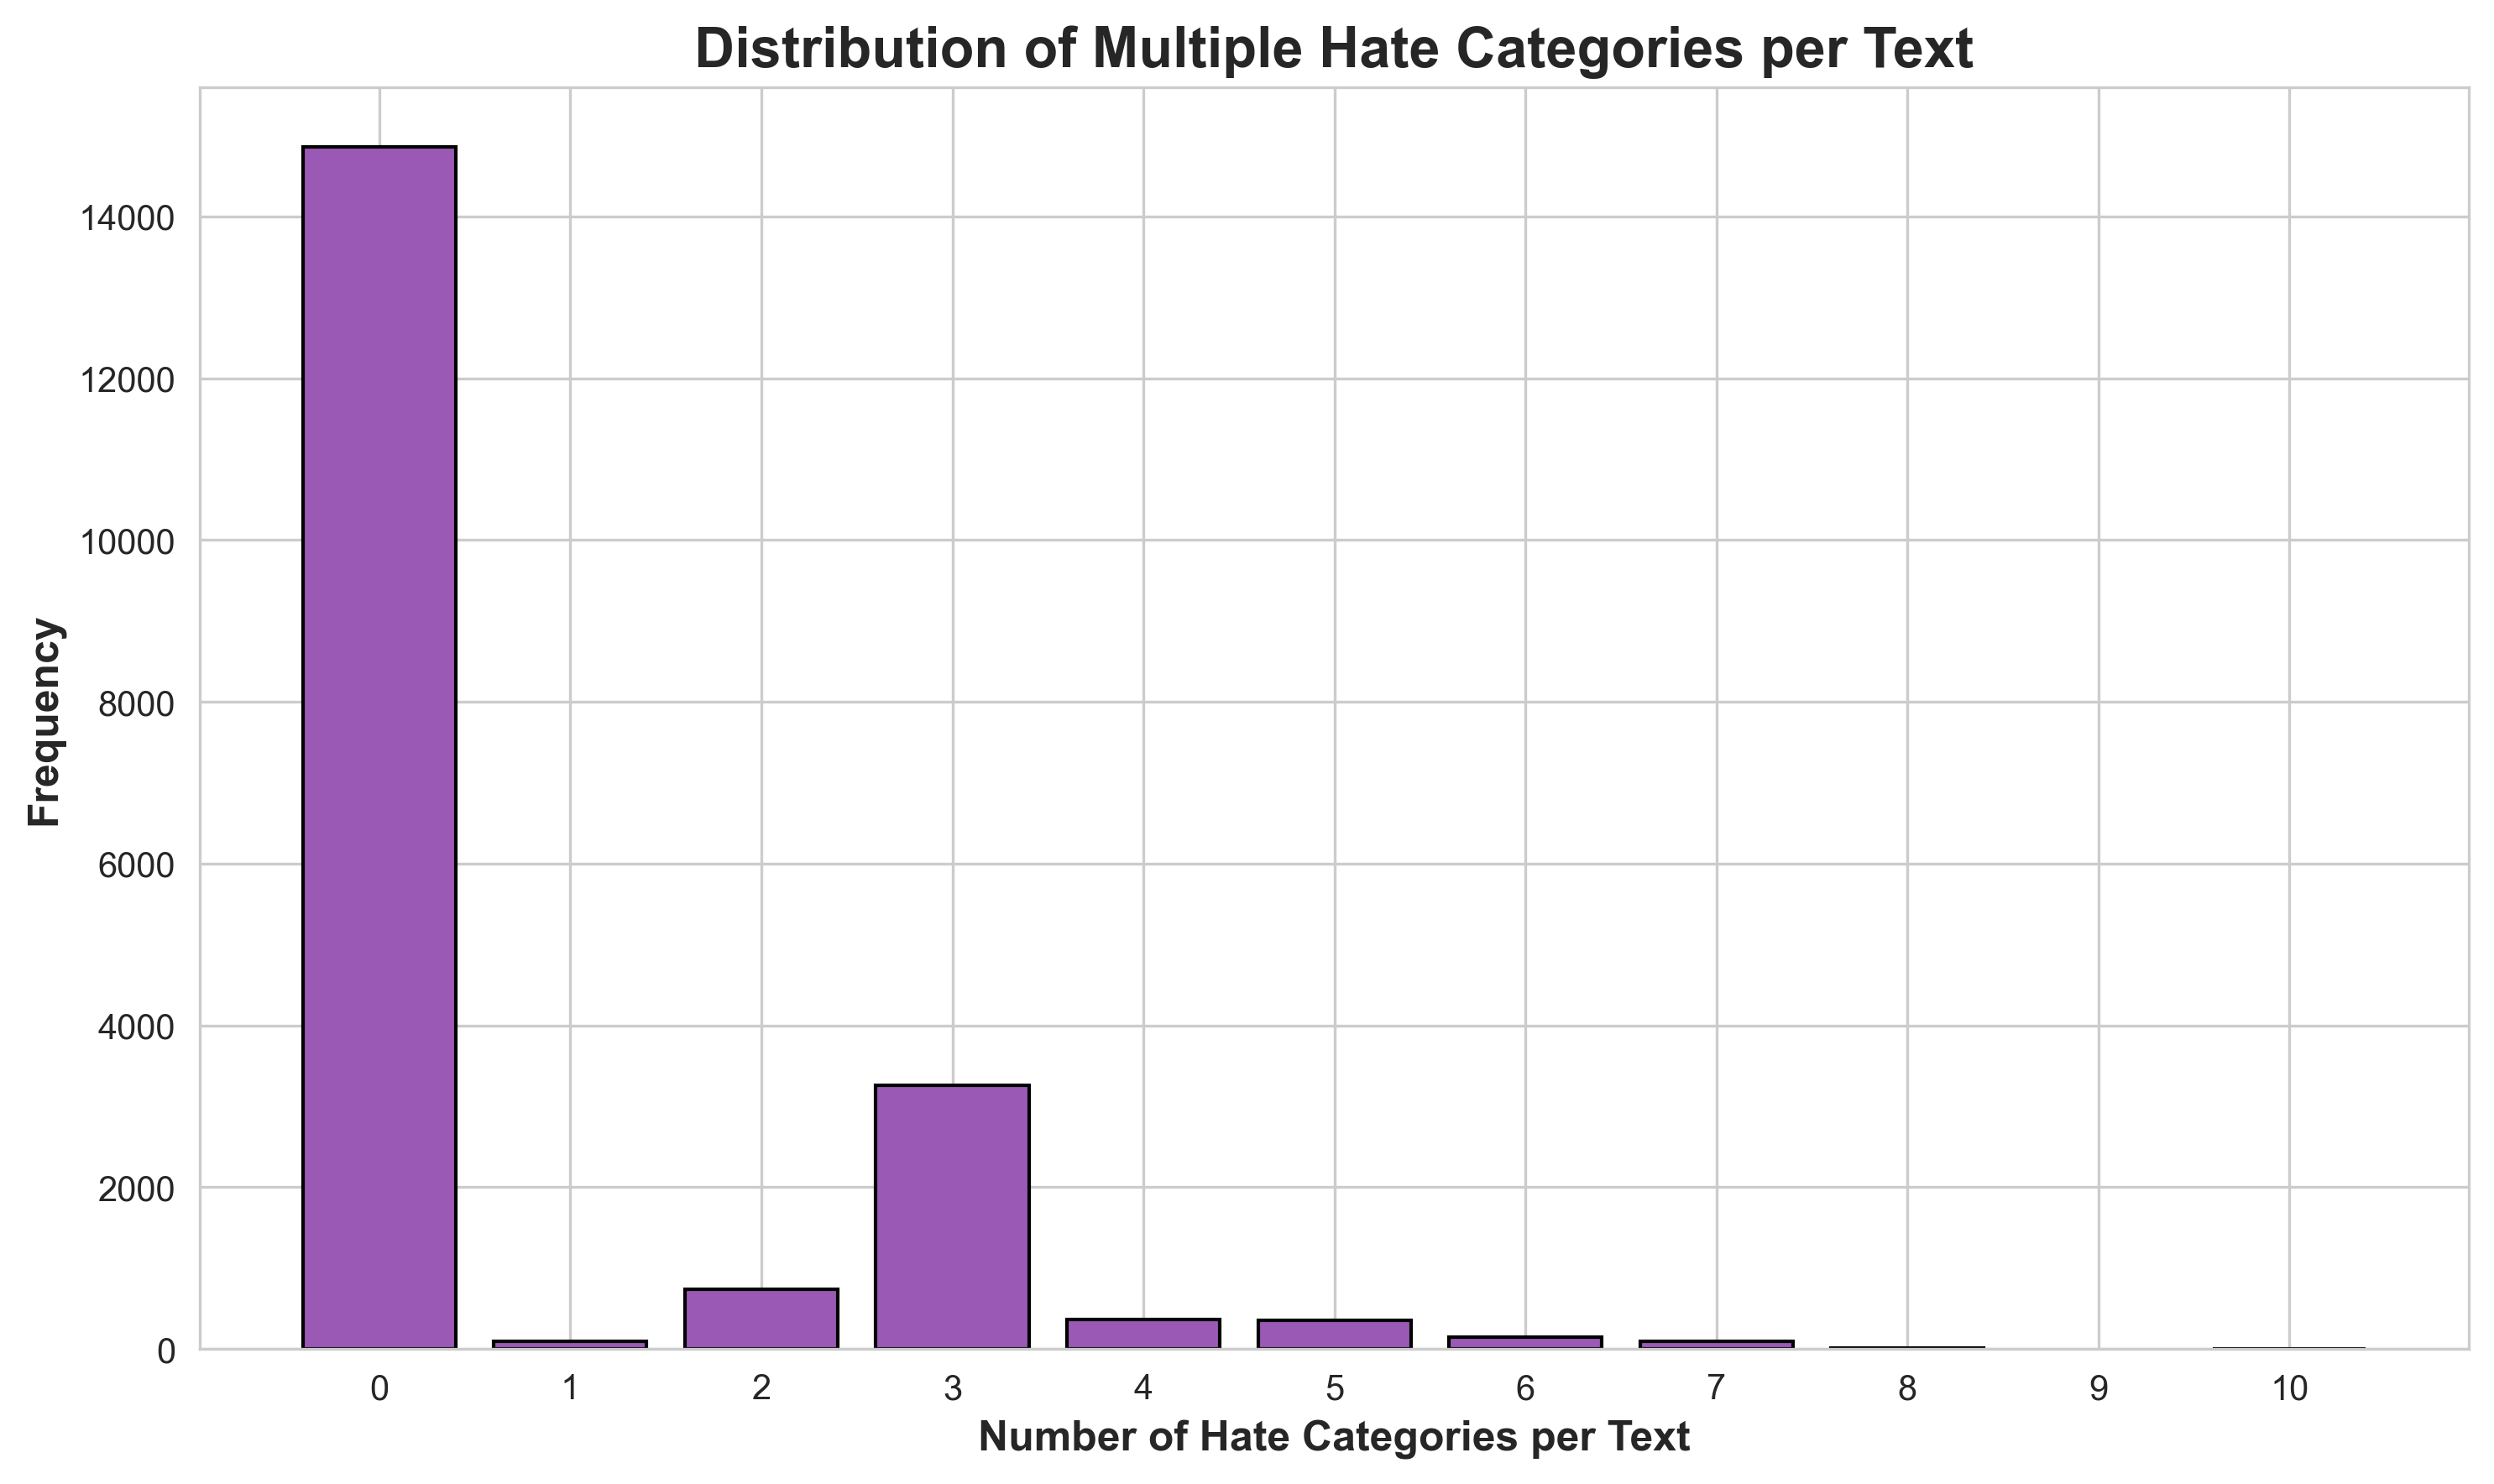 Distribution of Multiple Hate Categories per Text
Frequency
14000
12000
10000
8000
6000
4000
2000
0
0 1 2 3 4 5 6 7 8 9 10
Number of Hate Categories per Text